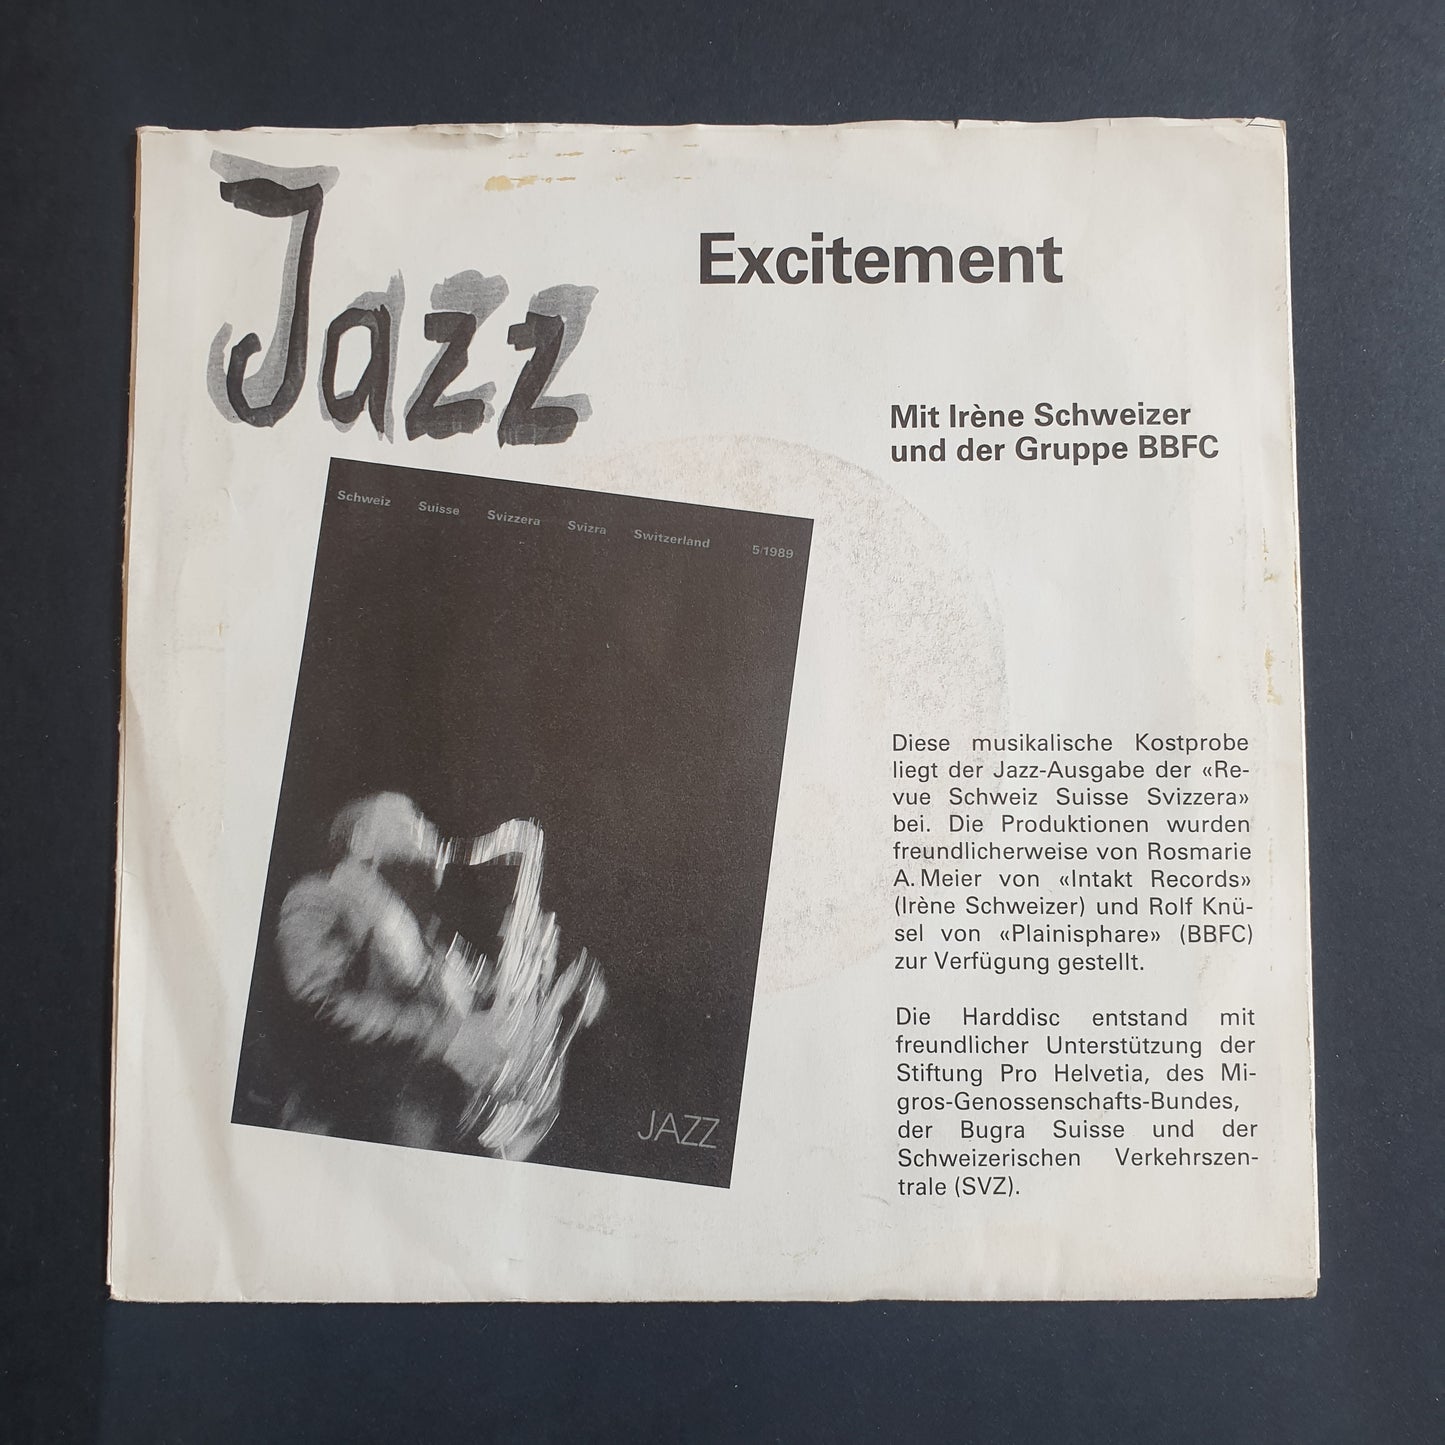 Jazz
Excitement
Mit Irène Schweizer
und der Gruppe BBFC
Schweiz Suisse Svizzera Svizra Switzerland 5/1989
JAZZ
Diese musikalische Kostprobe
liegt der Jazz-Ausgabe der «Re-
vue Schweiz Suisse Svizzera»
bei. Die Produktionen wurden
freundlicherweise von Rosmarie
A. Meier von «Intakt Records»
(Irène Schweizer) und Rolf Knü-
sel von «Plainisphare» (BBFC)
zur Verfügung gestellt.
Die Harddisc entstand mit
freundlicher Unterstützung der
Stiftung Pro Helvetia, des Mi-
gros-Genossenschafts-Bundes,
der Bugra Suisse und der
Schweizerischen Verkehrszen-
trale (SVZ).